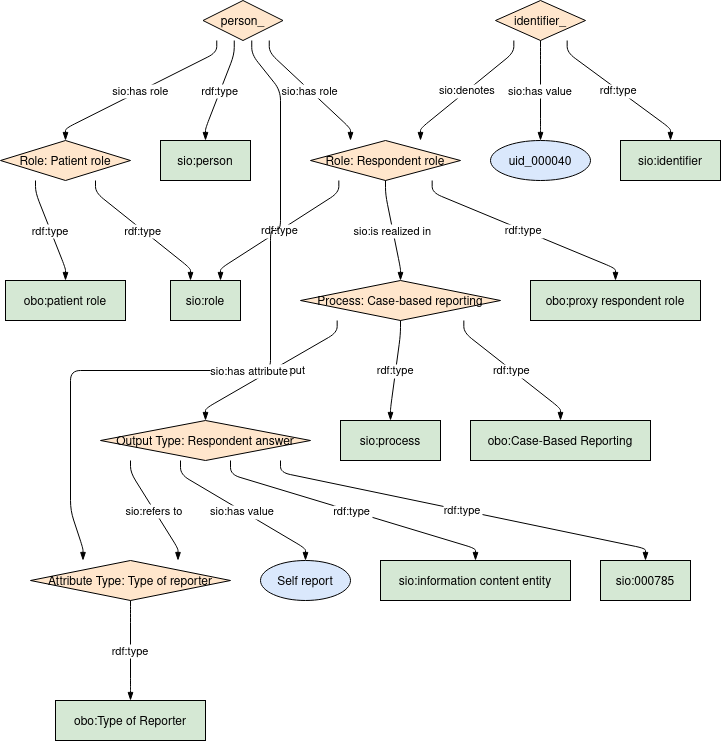 person_
identifier_
sio:has role
rdf:type
sio:has role
sio:denotes
sio:has value
rdf:type
Role: Patient role
sio:person
Role: Respondent role
uid_000040
sio:identifier
rdf:type
rdf:type
rdf:type
sio:is realized in
rdf:type
obo:patient role
sio:role
Process: Case-based reporting
obo:proxy respondent role
sio:has attribute
put
rdf:type
rdf:type
Output Type: Respondent answer
sio:process
obo:Case-Based Reporting
sio:refers to
sio:has value
rdf:type
rdf:type
Attribute Type: Type of reporter
Self report
sio:information content entity
sio:000785
rdf:type
obo:Type of Reporter